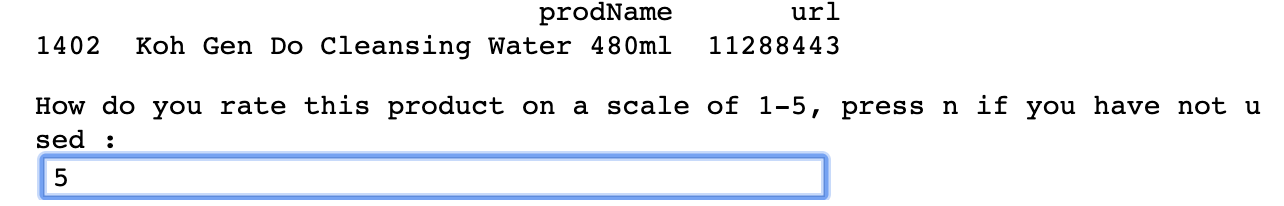 prodName url
1402 Koh Gen Do Cleansing Water 480ml 11288443
How do you rate this product on a scale of 1-5, press n if you have not u
sed :
5